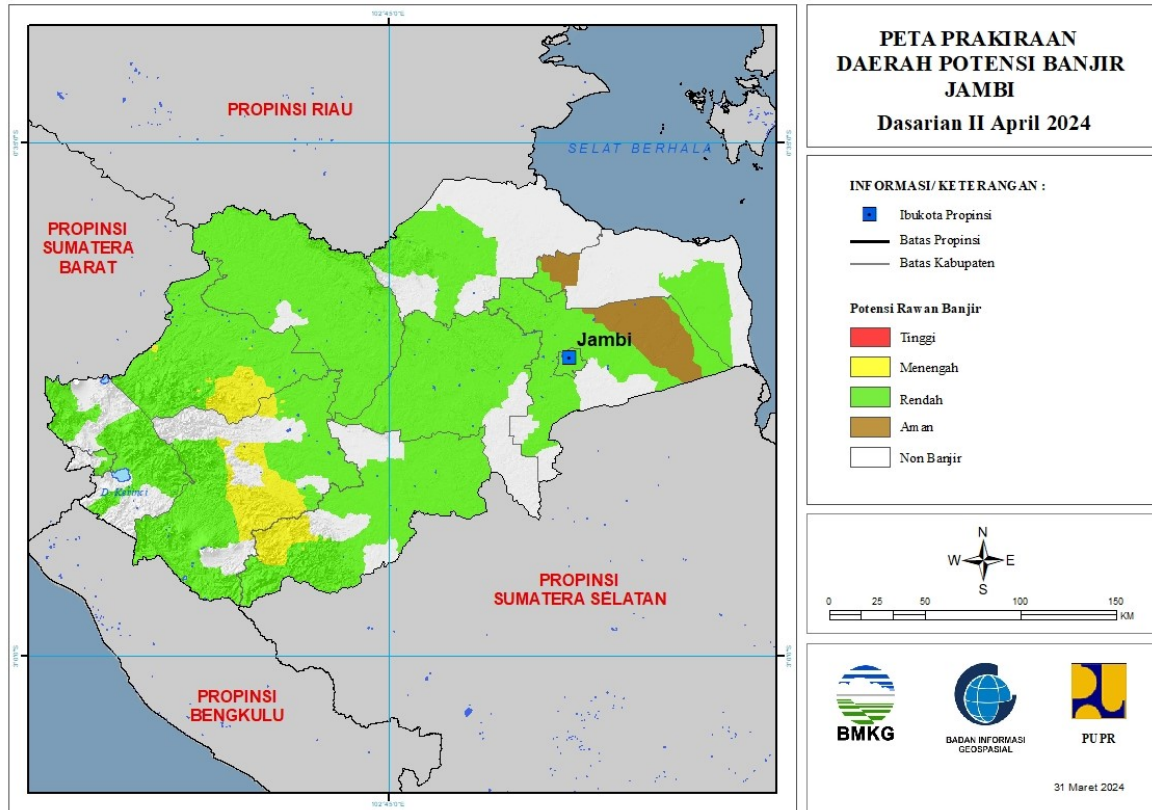 PROPINSI RIAU
SELAT BERHALA
PROPINSI
SUMATERA
BARAT
Jambi
PROPINSI
SUMATERA SELATAN
PROPINSI
BENGKULU
PETA PRAKIRAAN
DAERAH POTENSI BANJIR
JAMBI
Dasarian II April 2024
INFORMASI/ KETERANGAN :
Ibukota Propinsi
Batas Propinsi
Batas Kabupaten
Potensi Rawan Banjir
Tinggi
Menengah
Rendah
Aman
Non Banjir
N
W E
S
0 25 50 100 150
KM
BMKG
BADAN INFORMASI
GEOSPASIAL
PUPR
31 Maret 2024